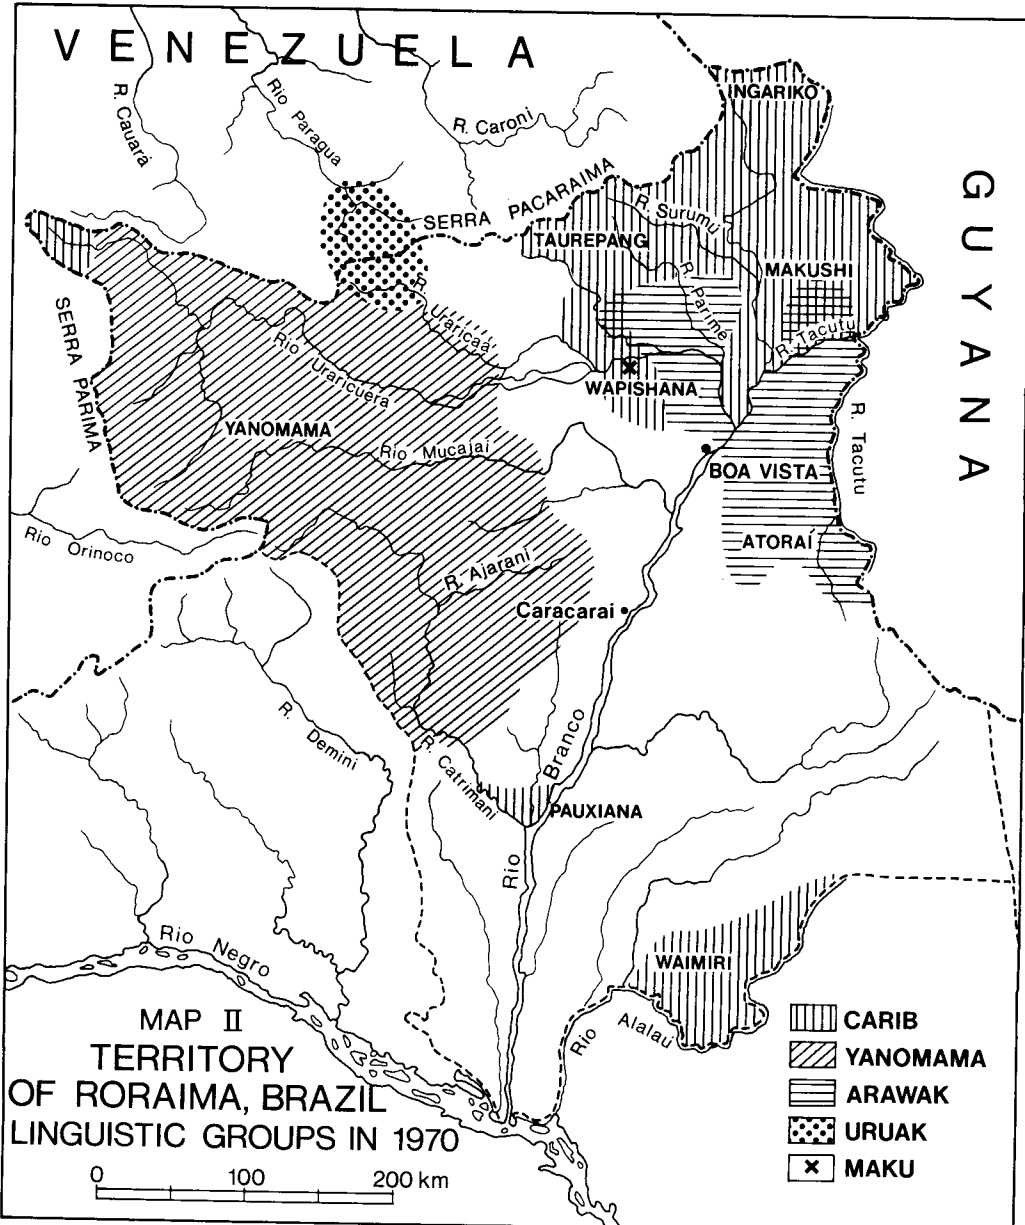 VENEZUELA
R. Cauará
Rio Paragua
R. Caroni
INGARIKO
GUYANA
SERRA PACARAIMA
R. Surumú
TAUREPANG
MAKUSHI
R. Parime
R. Uraricaá
R. Tacutu
SERRA PARIMA
Rio Uraricuera
WAPISHANA
YANOMAMA
Rio Mucajai
R. Tacutu
BOA VISTA
Rio Orinoco
ATORAÍ
R. Ajarani
Caracarai
R. Demini
R. Catrimani
Rio Branco
PAUXIANA
Rio Negro
WAIMIRI
Rio Alalaú
MAP II
TERRITORY
OF RORAIMA, BRAZIL
LINGUISTIC GROUPS IN 1970
0 100 200 km
CARIB
YANOMAMA
ARAWAK
URUAK
MAKU